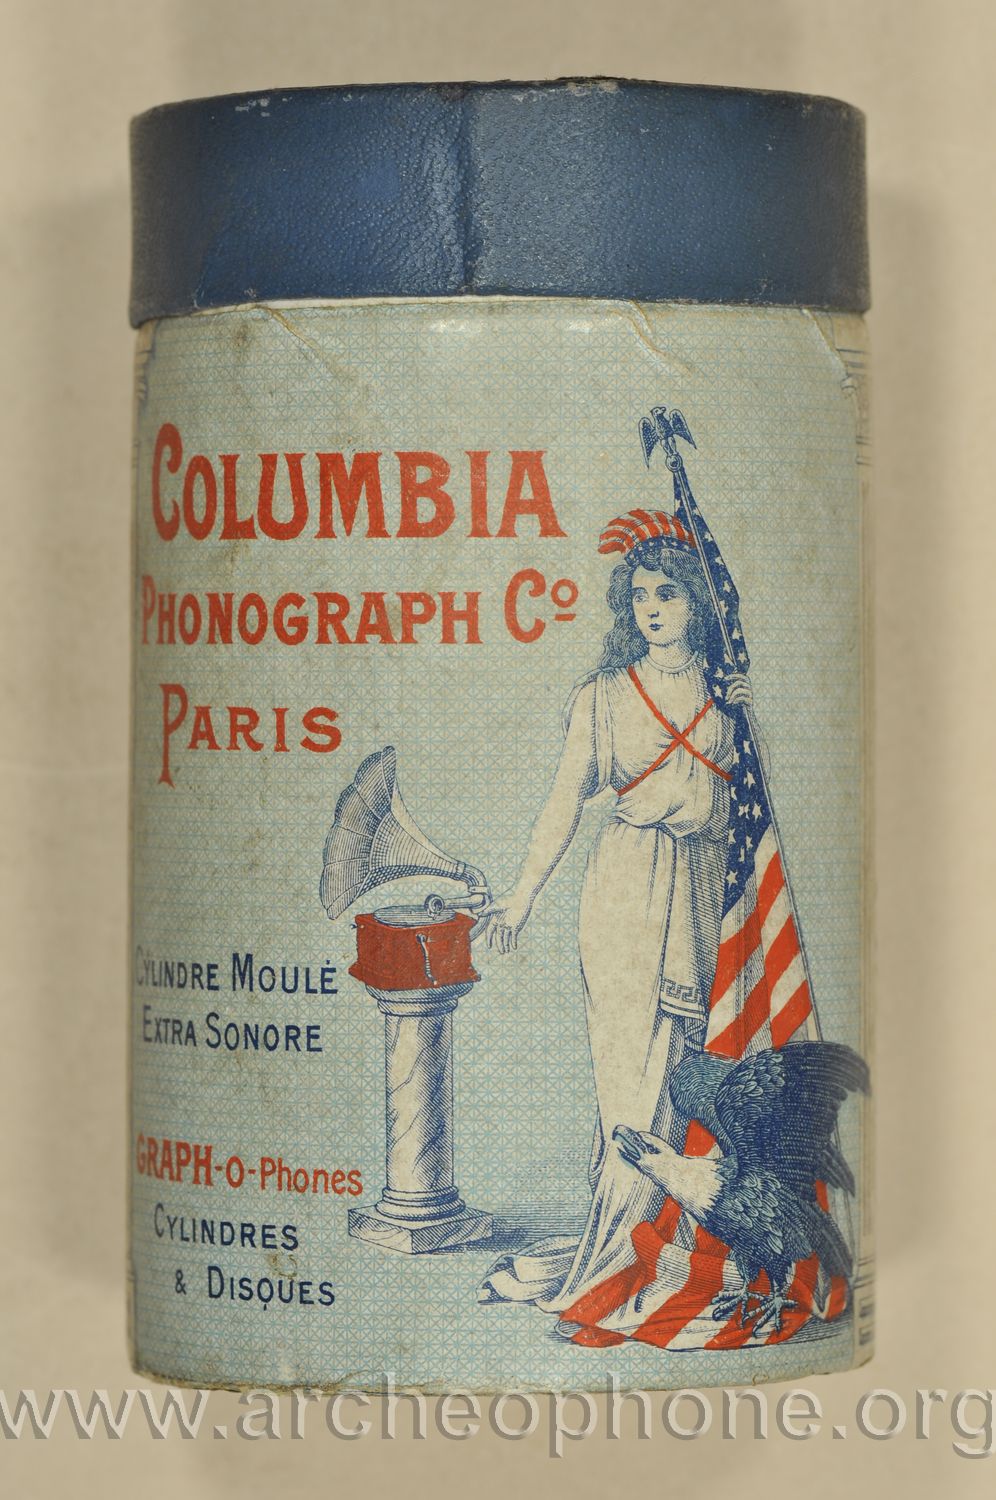 COLUMBIA
PHONOGRAPH Cº
PARIS
CYLINDRE MOULÉ
EXTRA SONORE
GRAPH-O-PHONES
CYLINDRES
& DISQUES
www.archeophone.org